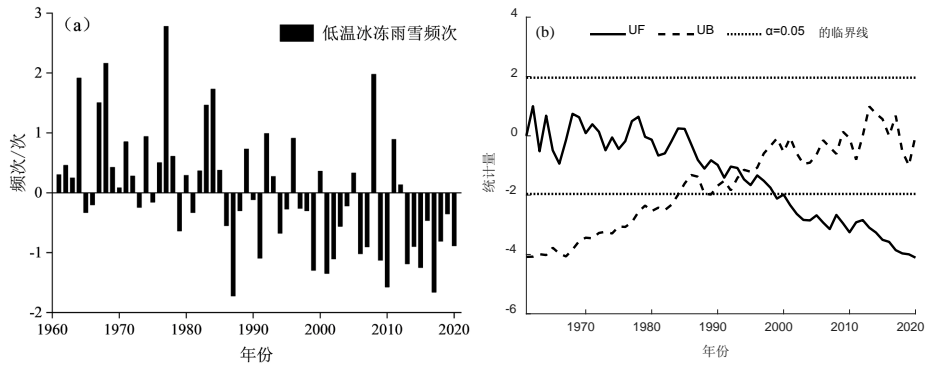 (a)
低温冰冻雨雪频次
3
2
1
0
-1
-2
频次/次
1960 1970 1980 1990 2000 2010 2020
年份
(b)
UF UB α=0.05 的临界线
4
2
0
-2
-4
-6
统计量
1970 1980 1990 2000 2010 2020
年份